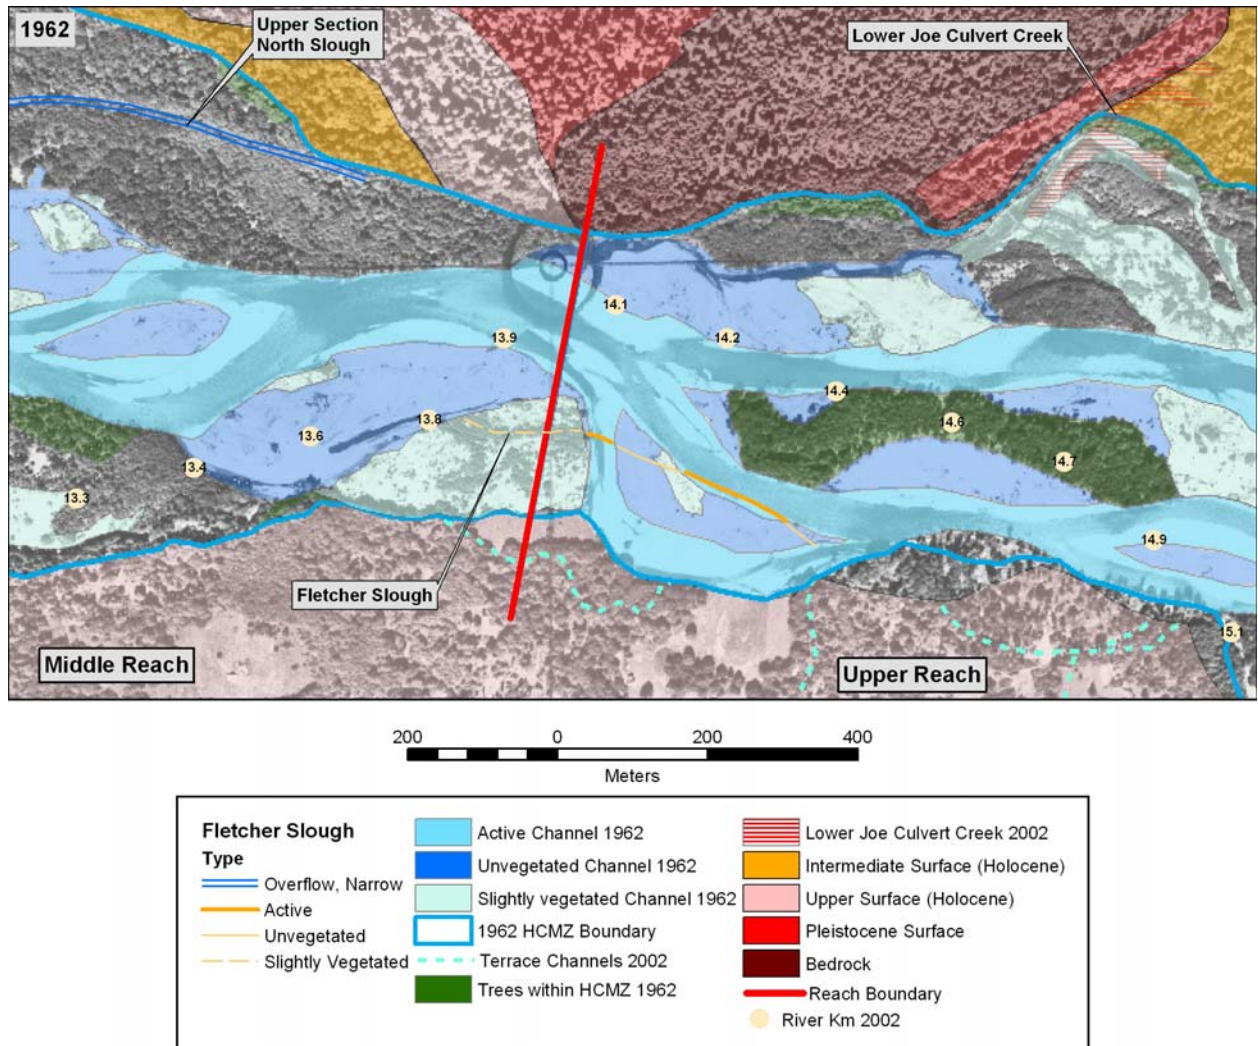 1962
Upper Section
North Slough
Lower Joe Culvert Creek
14.1
13.9
14.2
14.4
13.8
14.6
13.6
14.7
13.4
13.3
14.9
Fletcher Slough
15.1
Middle Reach
Upper Reach
200 0 200 400
Meters
Fletcher Slough
Type
Overflow, Narrow
Active
Unvegetated
Slightly Vegetated
Active Channel 1962
Unvegetated Channel 1962
Slightly vegetated Channel 1962
1962 HCMZ Boundary
Terrace Channels 2002
Trees within HCMZ 1962
Lower Joe Culvert Creek 2002
Intermediate Surface (Holocene)
Upper Surface (Holocene)
Pleistocene Surface
Bedrock
Reach Boundary
River Km 2002